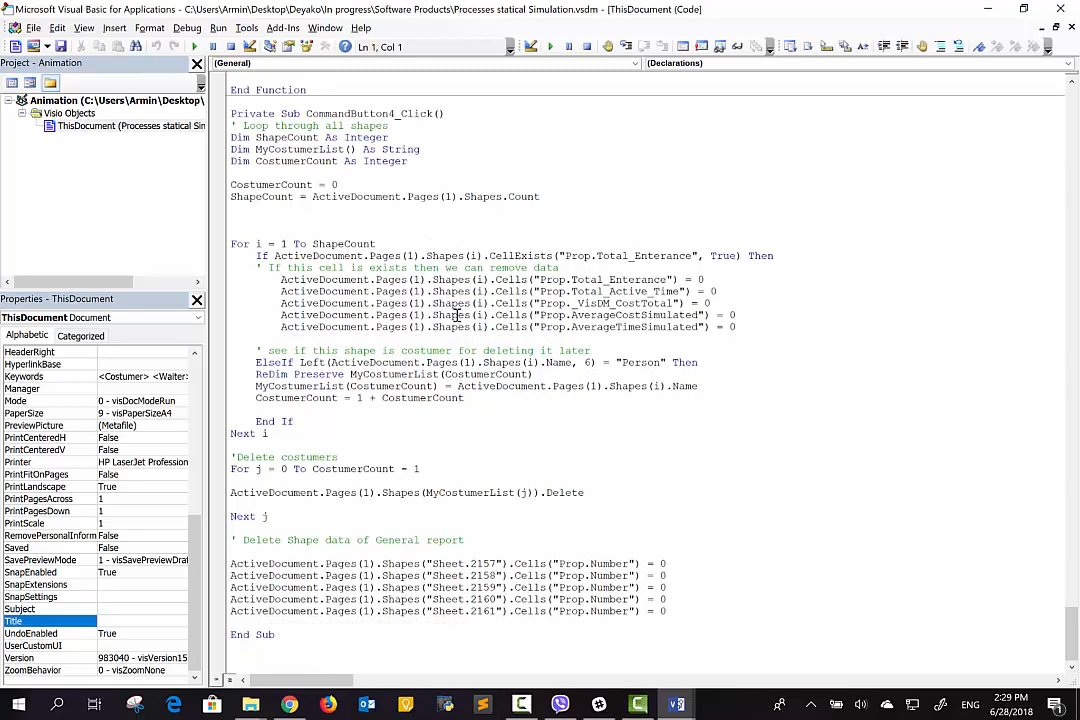 Microsoft Visual Basic for Applications - C:\Users\Armin\Desktop\Deyako\In progress\Software Products\Processes statical Simulation.vsdm - [ThisDocument (Code)]
File Edit View Insert Format Debug Run Tools Add-Ins Window Help
Ln 1, Col 1
Project - Animation
(General)
(Declarations)
Animation (C:\Users\Armin\Desktop\
Visio Objects
ThisDocument (Processes statical Sin
End Function
Private Sub CommandButton4_Click()
' Loop through all shapes
Dim ShapeCount As Integer
Dim MyCostumerList() As String
Dim CostumerCount As Integer
CostumerCount = 0
ShapeCount = ActiveDocument.Pages(1).Shapes.Count
For i = 1 To ShapeCount
If ActiveDocument.Pages(1).Shapes(i).CellExists("Prop.Total_Enterance", True) Then
' If this cell is exists then we can remove data
ActiveDocument.Pages(1).Shapes(i).Cells("Prop.Total_Enterance") = 0
ActiveDocument.Pages(1).Shapes(i).Cells("Prop.Total_Active_Time") = 0
ActiveDocument.Pages(1).Shapes(i).Cells("Prop._VisDM_CostTotal") = 0
ActiveDocument.Pages(1).Shapes(i).Cells("Prop.AverageCostSimulated") = 0
ActiveDocument.Pages(1).Shapes(i).Cells("Prop.AverageTimeSimulated") = 0
' see if this shape is costumer for deleting it later
ElseIf Left(ActiveDocument.Pages(1).Shapes(i).Name, 6) = "Person" Then
ReDim Preserve MyCostumerList(CostumerCount)
MyCostumerList(CostumerCount) = ActiveDocument.Pages(1).Shapes(i).Name
CostumerCount = 1 + CostumerCount
End If
Next i
'Delete costumers
For j = 0 To CostumerCount - 1
ActiveDocument.Pages(1).Shapes(MyCostumerList(j)).Delete
Next j
' Delete Shape data of General report
ActiveDocument.Pages(1).Shapes("Sheet.2157").Cells("Prop.Number") = 0
ActiveDocument.Pages(1).Shapes("Sheet.2158").Cells("Prop.Number") = 0
ActiveDocument.Pages(1).Shapes("Sheet.2159").Cells("Prop.Number") = 0
ActiveDocument.Pages(1).Shapes("Sheet.2160").Cells("Prop.Number") = 0
ActiveDocument.Pages(1).Shapes("Sheet.2161").Cells("Prop.Number") = 0
End Sub
Properties - ThisDocument
ThisDocument Document
Alphabetic Categorized
HeaderRight
HyperlinkBase
Keywords <Costumer> <Waiter>
Manager
Mode 0 - visDocModeRun
PaperSize 9 - visPaperSizeA4
PreviewPicture (Metafile)
PrintCenteredH False
PrintCenteredV False
Printer HP LaserJet Profession
PrintFitOnPages False
PrintLandscape True
PrintPagesAcross 1
PrintPagesDown 1
PrintScale 1
RemovePersonalInform False
Saved False
SavePreviewMode 1 - visSavePreviewDraf
SnapEnabled True
SnapExtensions
SnapSettings
Subject
Title
UndoEnabled True
UserCustomUI
Version 983040 - visVersion15
ZoomBehavior 0 - visZoomNone
ENG
2:29 PM
6/28/2018